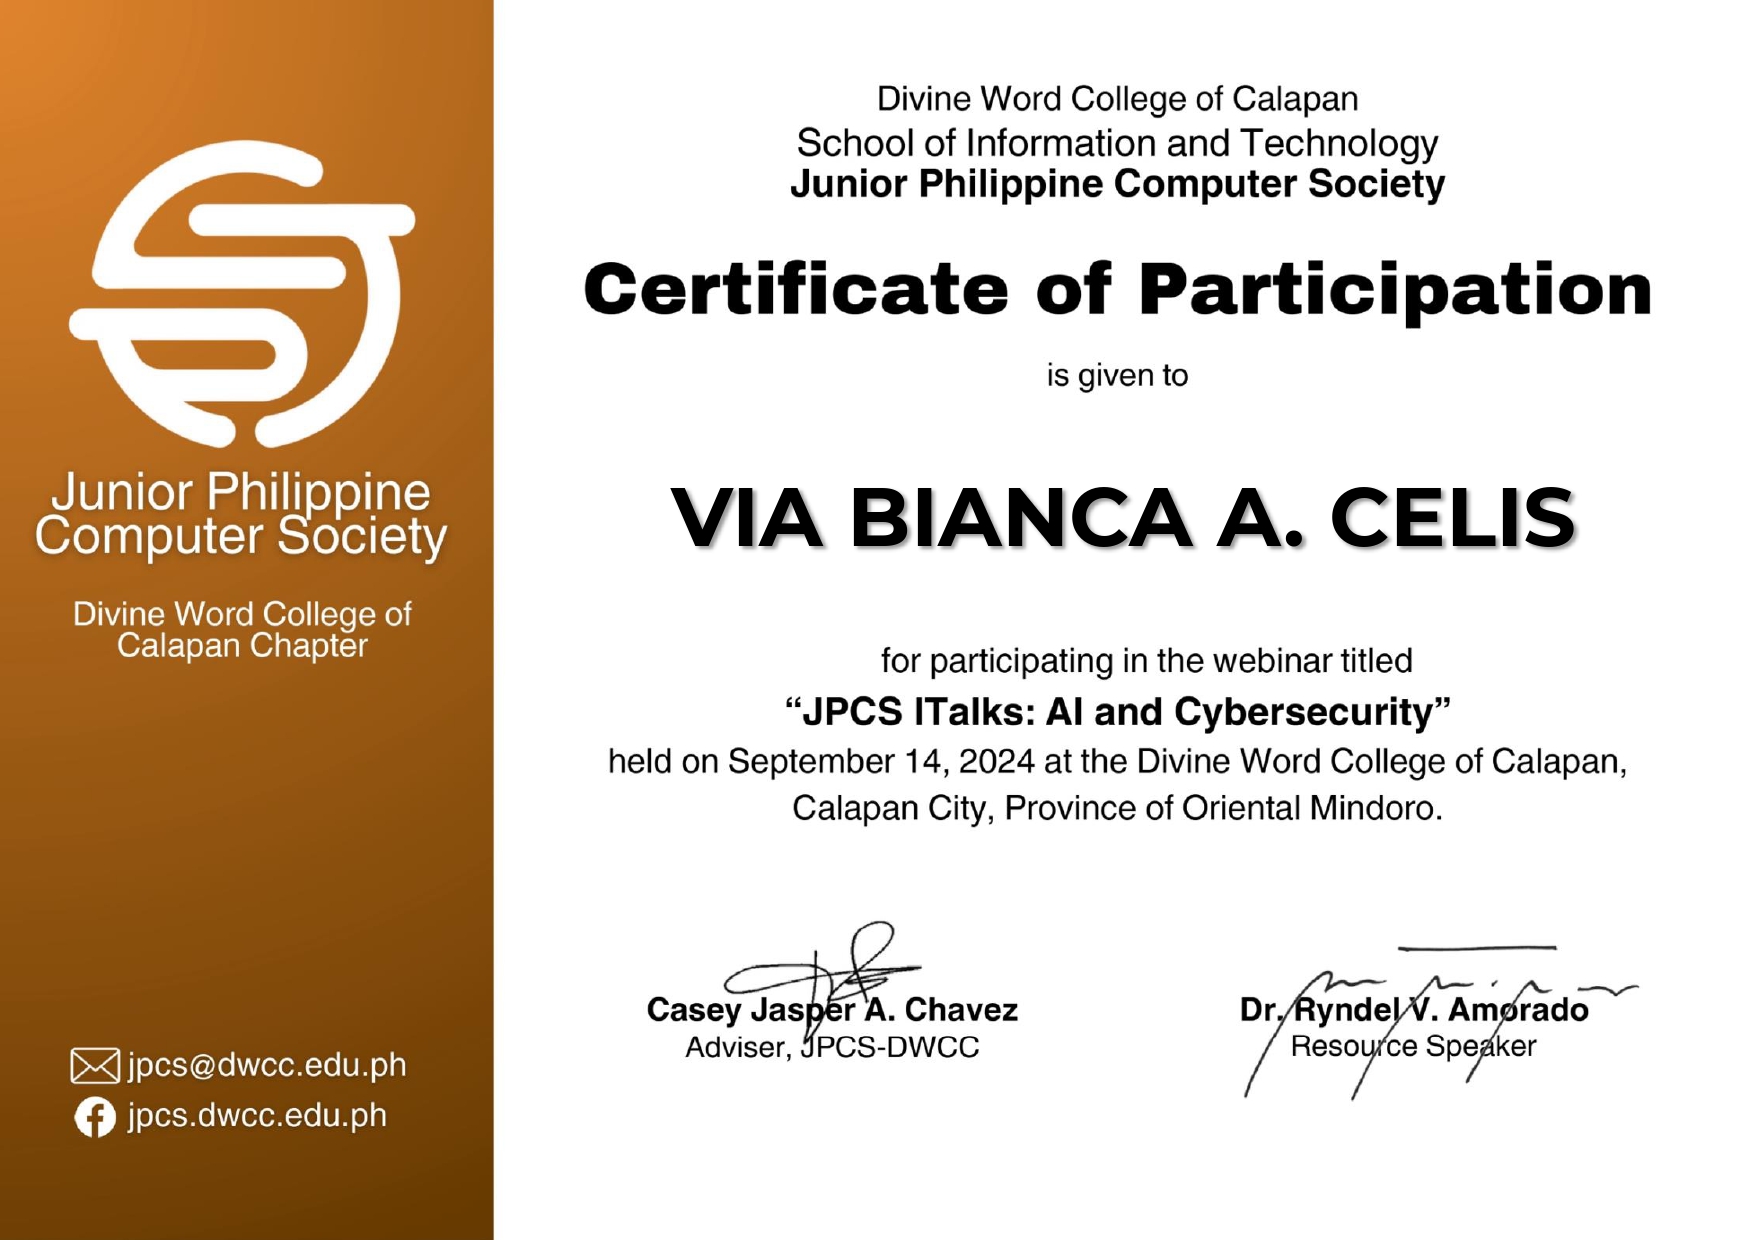 Junior Philippine
Computer Society
Divine Word College of
Calapan Chapter
jpcs@dwcc.edu.ph
jpcs.dwcc.edu.ph
Divine Word College of Calapan
School of Information and Technology
Junior Philippine Computer Society
Certificate of Participation
is given to
VIA BIANCA A. CELIS
for participating in the webinar titled
“JPCS ITalks: AI and Cybersecurity”
held on September 14, 2024 at the Divine Word College of Calapan,
Calapan City, Province of Oriental Mindoro.
Casey Jasper A. Chavez
Adviser, JPCS-DWCC
Dr. Ryndel V. Amorado
Resource Speaker